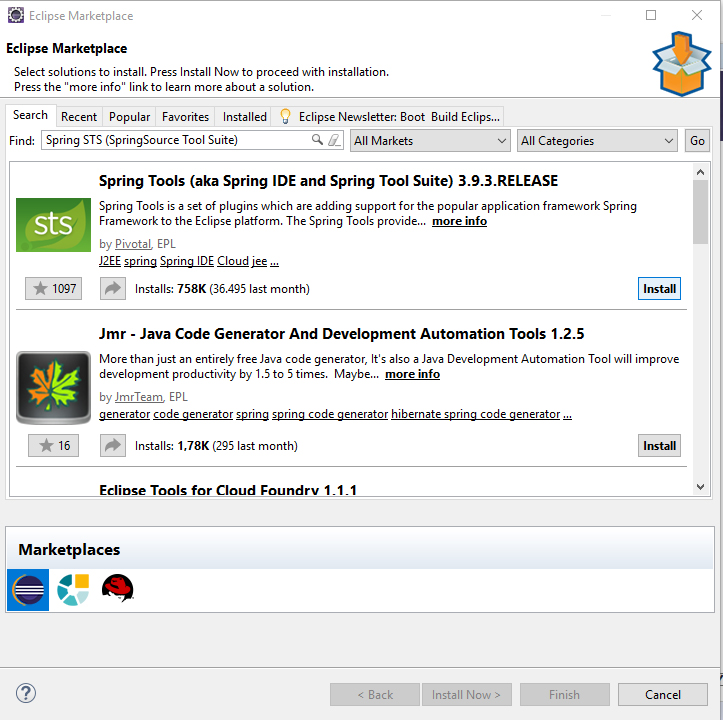 Eclipse Marketplace
Eclipse Marketplace
Select solutions to install. Press Install Now to proceed with installation.
Press the "more info" link to learn more about a solution.
Search Recent Popular Favorites Installed Eclipse Newsletter: Boot Build Eclips...
Find: Spring STS (SpringSource Tool Suite) All Markets All Categories Go
Spring Tools (aka Spring IDE and Spring Tool Suite) 3.9.3.RELEASE
sts
Spring Tools is a set of plugins which are adding support for the popular application framework Spring
Framework to the Eclipse platform. The Spring Tools provide... more info
by Pivotal, EPL
J2EE spring Spring IDE Cloud jee ...
1097 Installs: 758K (36.495 last month) Install
Jmr - Java Code Generator And Development Automation Tools 1.2.5
More than just an entirely free Java code generator, It's also a Java Development Automation Tool will improve
development productivity by 1.5 to 5 times. Maybe... more info
by JmrTeam, EPL
generator code generator spring spring code generator hibernate spring code generator ...
16 Installs: 1,78K (295 last month) Install
Eclipse Tools for Cloud Foundry 1.1.1
Marketplaces
? < Back Install Now > Finish Cancel